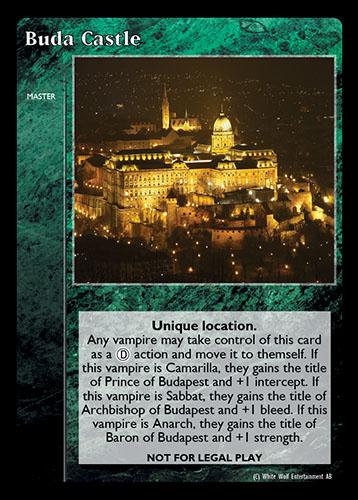 Buda Castle
MASTER
Unique location.
Any vampire may take control of this card
as a Ⓓ action and move it to themself. If
this vampire is Camarilla, they gains the title
of Prince of Budapest and +1 intercept. If
this vampire is Sabbat, they gains the title of
Archbishop of Budapest and +1 bleed. If this
vampire is Anarch, they gains the title of
Baron of Budapest and +1 strength.
NOT FOR LEGAL PLAY
(C) White Wolf Entertainment AB